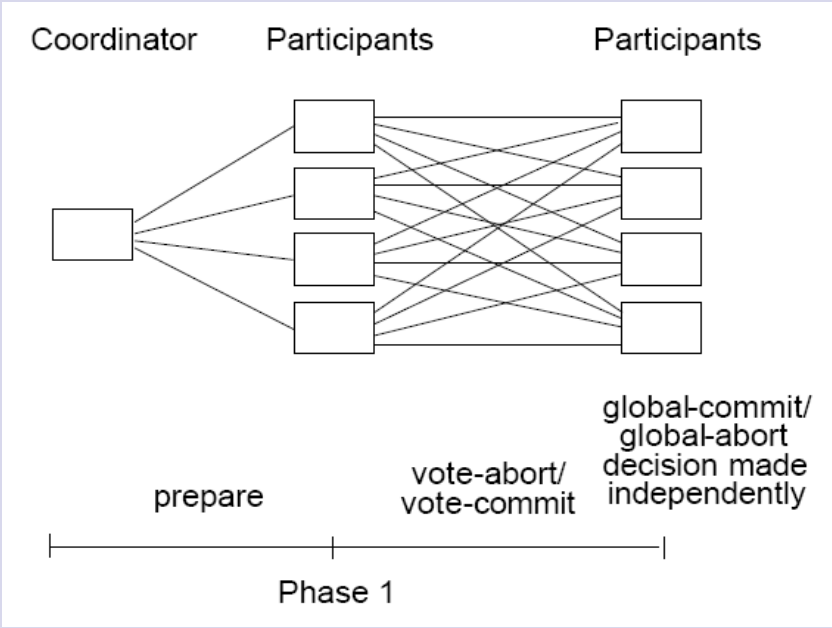 Coordinator
Participants
Participants
prepare
vote-abort/
vote-commit
global-commit/
global-abort
decision made
independently
Phase 1